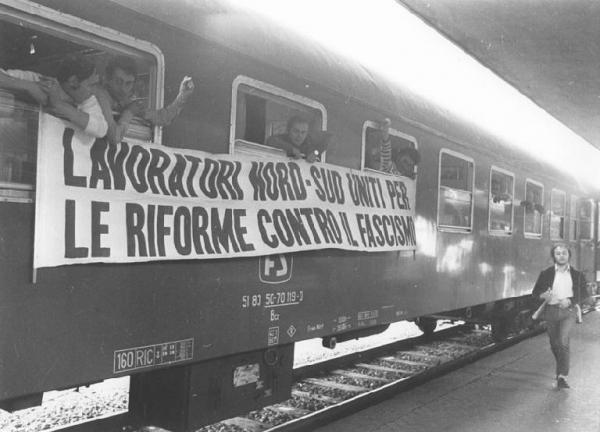 LAVORATORI NORD-SUD UNITI PER
LE RIFORME CONTRO IL FASCISMO
FS
51 83 50-70 119-0
Bcz
160 RIC